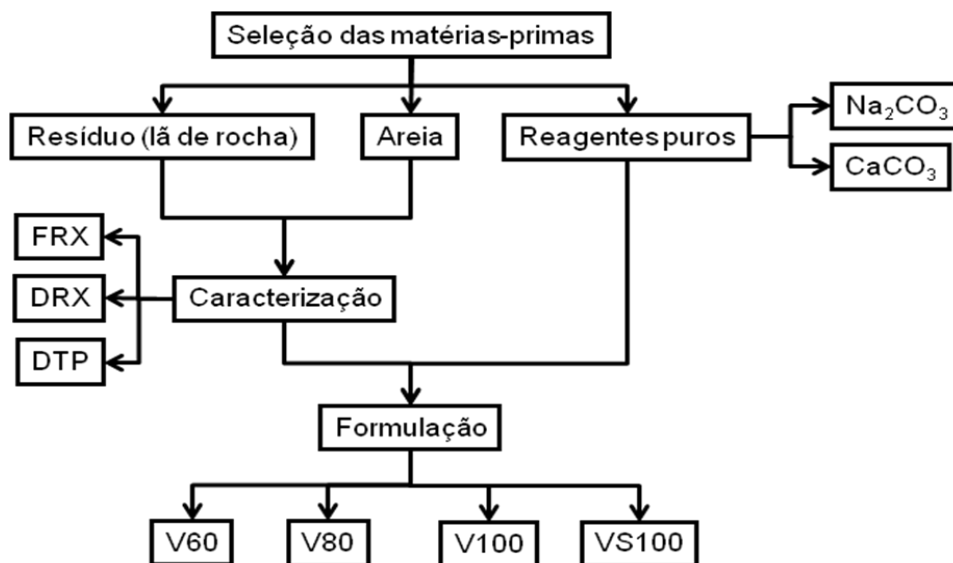 Seleção das matérias-primas
Resíduo (lã de rocha)
Areia
Reagentes puros
Na₂CO₃
CaCO₃
FRX
DRX
DTP
Caracterização
Formulação
V60
V80
V100
VS100